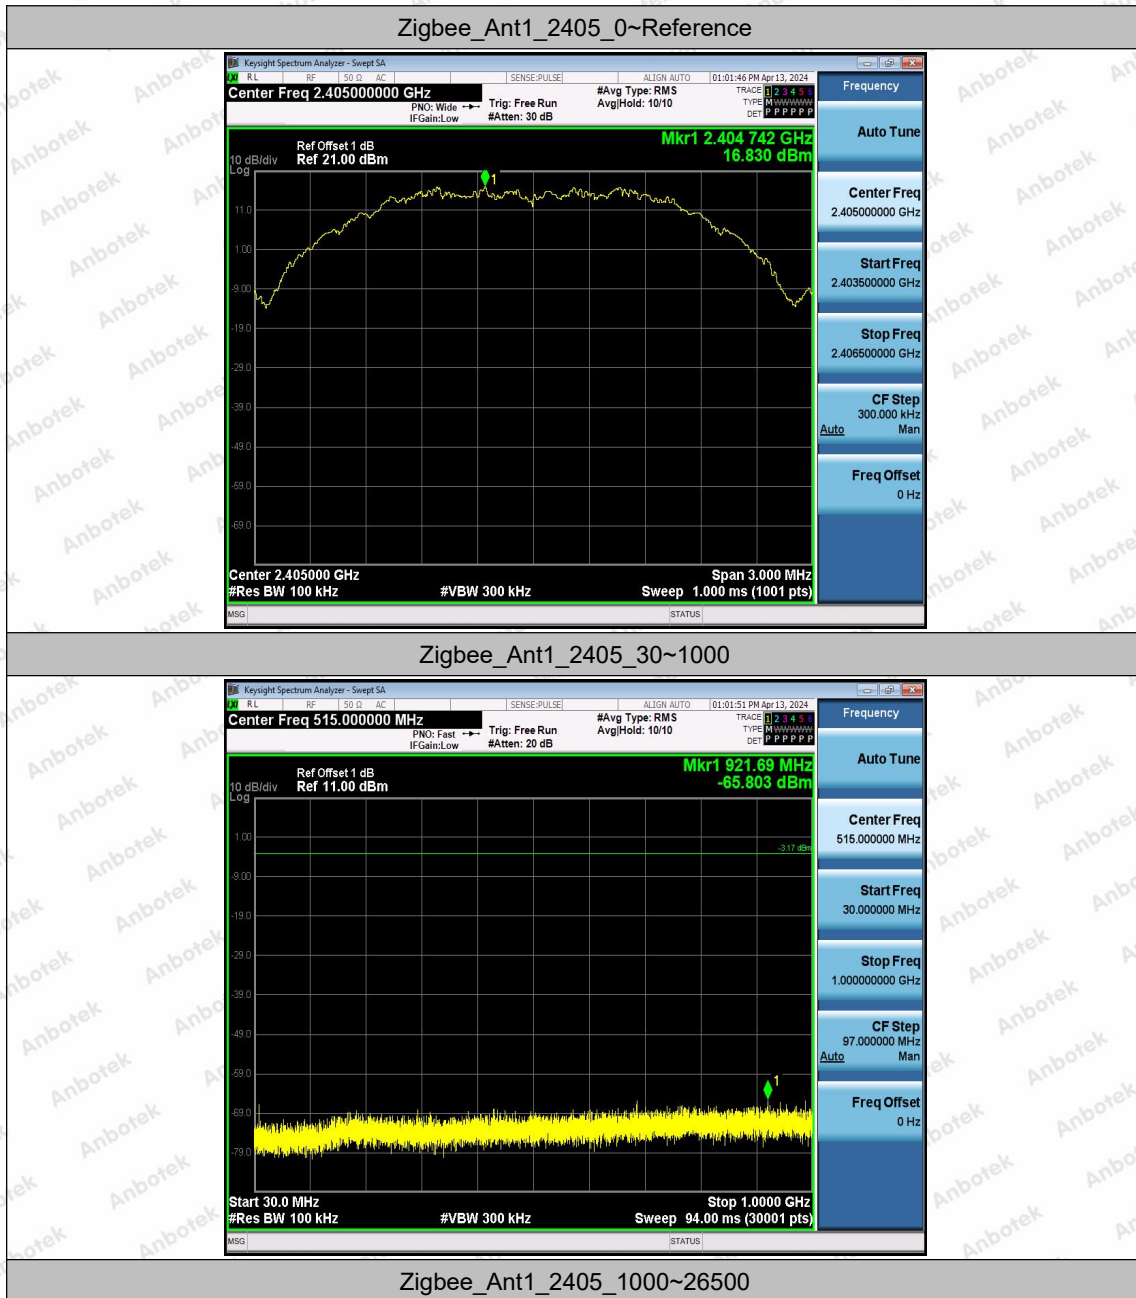 Zigbee_Ant1_2405_0~Reference
Keysight Spectrum Analyzer - Swept SA
RL RF 50 Ω AC SENSE:PULSE ALIGN AUTO 01:01:46 PM Apr 13, 2024
Center Freq 2.405000000 GHz
PNO: Wide
IFGain:Low
Trig: Free Run
#Atten: 30 dB
#Avg Type: RMS
Avg|Hold: 10/10
TRACE 1 2 3 4 5 6
TYPE M WWWWW
DET P P P P P P
Mkr1 2.404 742 GHz
16.830 dBm
Ref Offset 1 dB
10 dB/div Ref 21.00 dBm
Log
1
11.0
1.00
-9.00
-19.0
-29.0
-39.0
-49.0
-59.0
-69.0
Center 2.405000 GHz Span 3.000 MHz
#Res BW 100 kHz #VBW 300 kHz Sweep 1.000 ms (1001 pts)
MSG STATUS
Frequency
Auto Tune
Center Freq
2.405000000 GHz
Start Freq
2.403500000 GHz
Stop Freq
2.406500000 GHz
CF Step
300.000 kHz
Auto Man
Freq Offset
0 Hz
Zigbee_Ant1_2405_30~1000
Keysight Spectrum Analyzer - Swept SA
RL RF 50 Ω AC SENSE:PULSE ALIGN AUTO 01:01:51 PM Apr 13, 2024
Center Freq 515.000000 MHz
PNO: Fast
IFGain:Low
Trig: Free Run
#Atten: 20 dB
#Avg Type: RMS
Avg|Hold: 10/10
TRACE 1 2 3 4 5 6
TYPE M WWWWW
DET P P P P P P
Mkr1 921.69 MHz
-65.803 dBm
Ref Offset 1 dB
10 dB/div Ref 11.00 dBm
Log
1.00
-3.17 dBm
-9.00
-19.0
-29.0
-39.0
-49.0
-59.0
1
-69.0
-79.0
Start 30.0 MHz Stop 1.0000 GHz
#Res BW 100 kHz #VBW 300 kHz Sweep 94.00 ms (30001 pts)
MSG STATUS
Frequency
Auto Tune
Center Freq
515.000000 MHz
Start Freq
30.000000 MHz
Stop Freq
1.000000000 GHz
CF Step
97.000000 MHz
Auto Man
Freq Offset
0 Hz
Zigbee_Ant1_2405_1000~26500